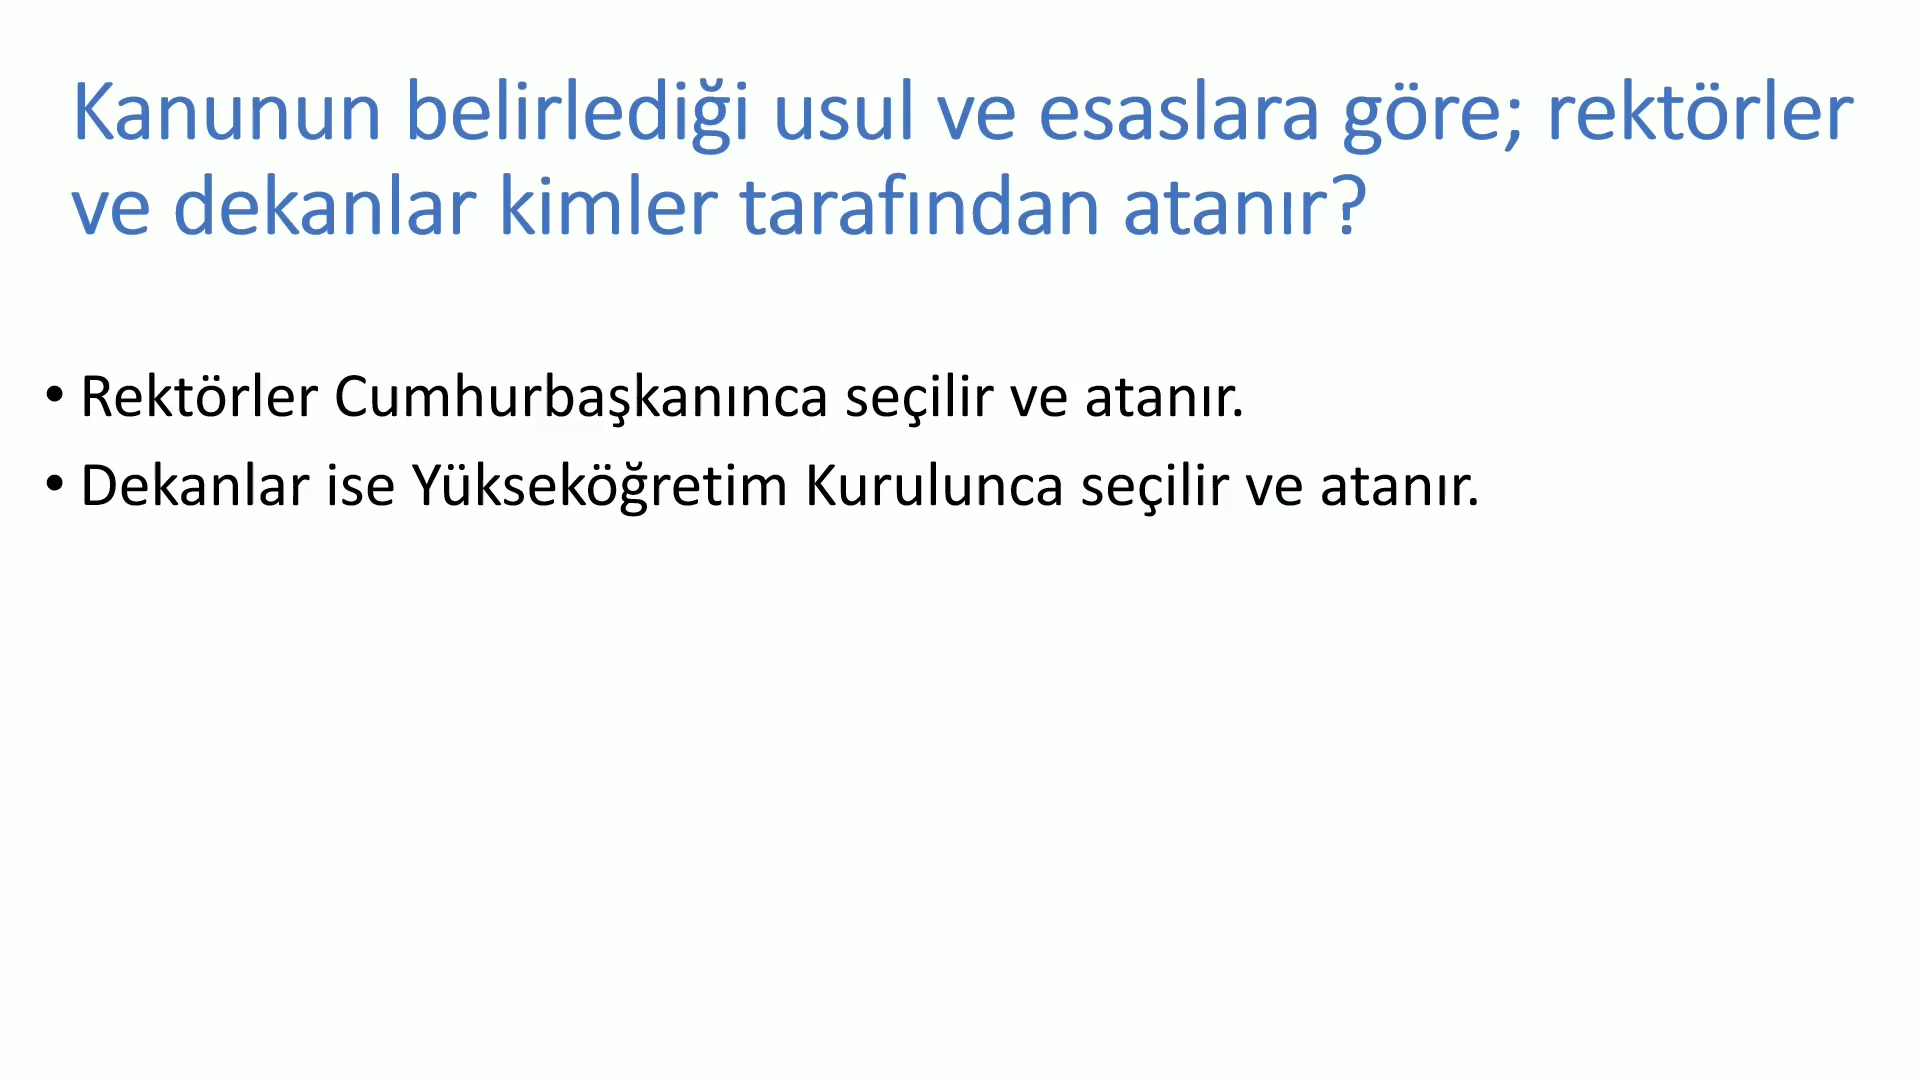 Kanunun belirlediği usul ve esaslara göre; rektörler
ve dekanlar kimler tarafından atanır?
• Rektörler Cumhurbaşkanınca seçilir ve atanır.
• Dekanlar ise Yükseköğretim Kurulunca seçilir ve atanır.